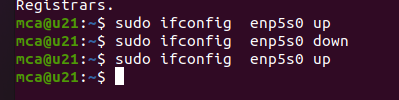 Registrars.
mca@u21:~$ sudo ifconfig  enp5s0 up
mca@u21:~$ sudo ifconfig  enp5s0 down
mca@u21:~$ sudo ifconfig  enp5s0 up
mca@u21:~$